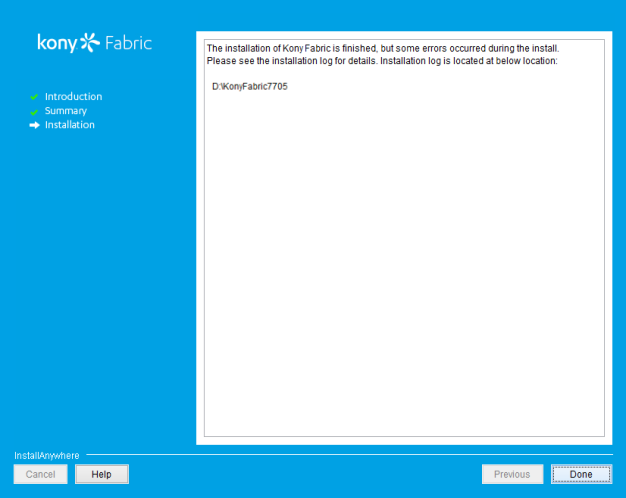 kony Fabric
Introduction
Summary
Installation
The installation of Kony Fabric is finished, but some errors occurred during the install.
Please see the installation log for details. Installation log is located at below location:
D:\KonyFabric7705
InstallAnywhere
Cancel
Help
Previous
Done